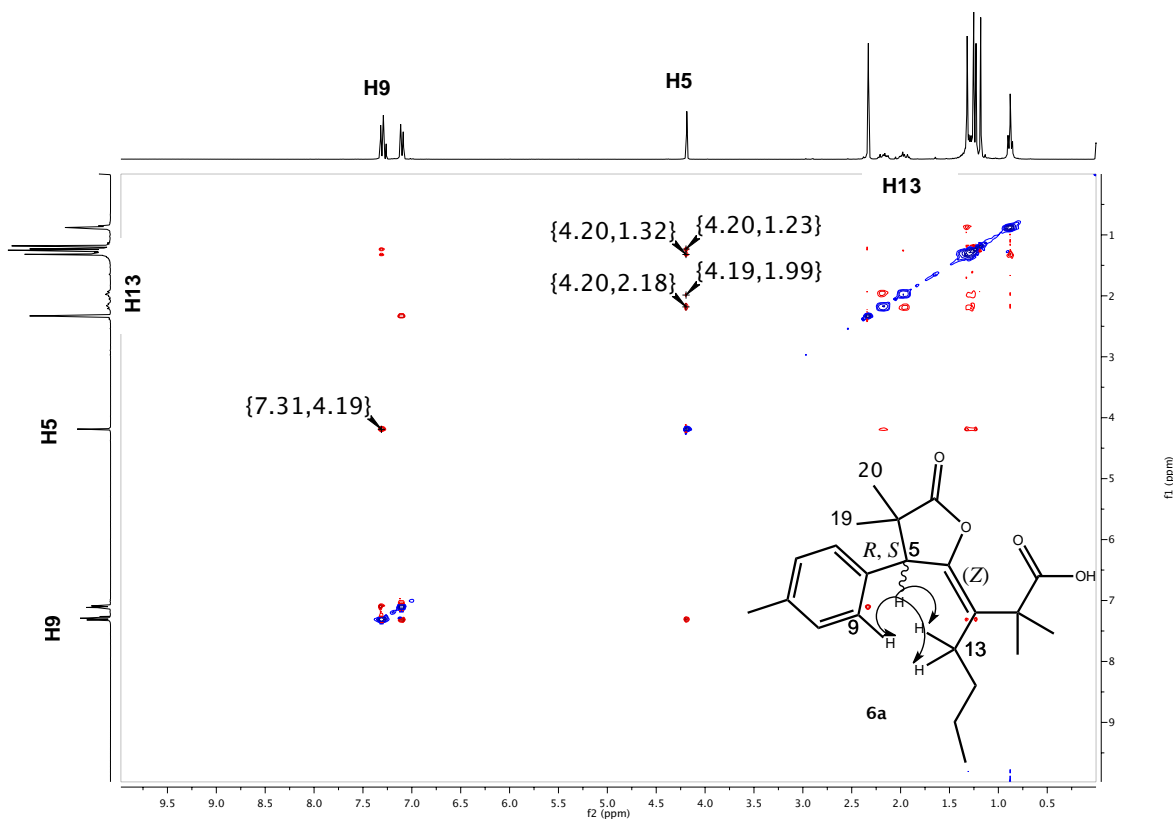 H9
H5
H13
{4.20,1.32}
{4.20,1.23}
{4.20,2.18}
{4.19,1.99}
{7.31,4.19}
H13
H5
H9
1
2
3
4
5
6
7
8
9
f1 (ppm)
9.5 9.0 8.5 8.0 7.5 7.0 6.5 6.0 5.5 5.0 4.5 4.0 3.5 3.0 2.5 2.0 1.5 1.0 0.5
f2 (ppm)
20
O
19
O
R, S
5
(Z)
O
OH
H
9
H
H
13
H
6a